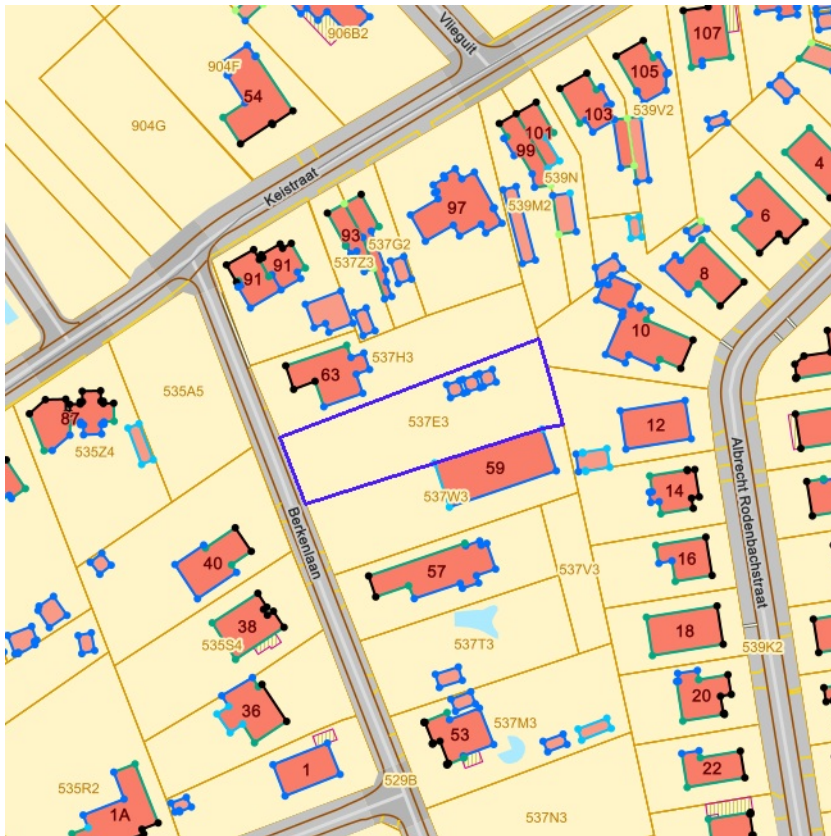 906B2
Vlieguit
107
904F
54
105
539V2
904G
103
101
99
4
539N
Keistraat
539M2
97
6
93
537G2
537Z3
91
91
8
10
63
537H3
535A5
537E3
87
12
535Z4
59
14
537W3
Albrecht Rodenbachstraat
Berkenlaan
40
57
16
537V3
38
18
535S4
537T3
539K2
36
20
537M3
53
1
22
529B
535R2
1A
537N3